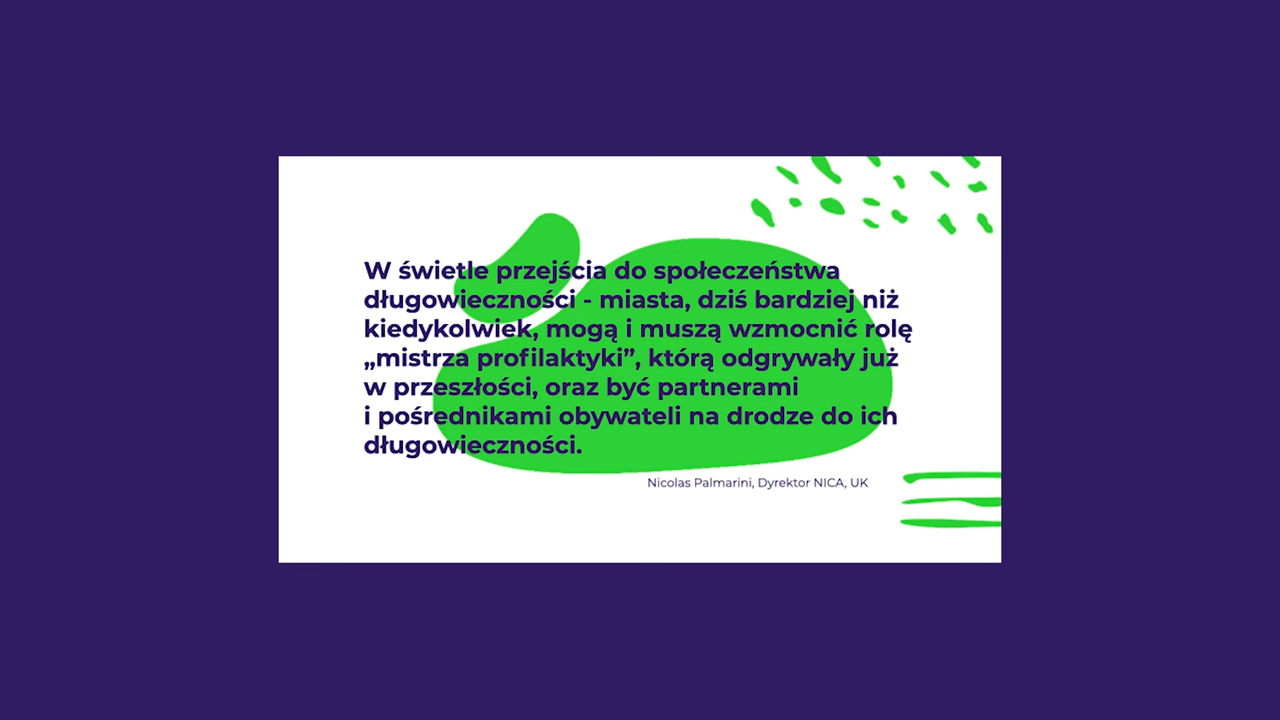 W świetle przejścia do społeczeństwa
długowieczności - miasta, dziś bardziej niż
kiedykolwiek, mogą i muszą wzmocnić rolę
„mistrza profilaktyki”, którą odgrywały już
w przeszłości, oraz być partnerami
i pośrednikami obywateli na drodze do ich
długowieczności.
Nicolas Palmarini, Dyrektor NICA, UK